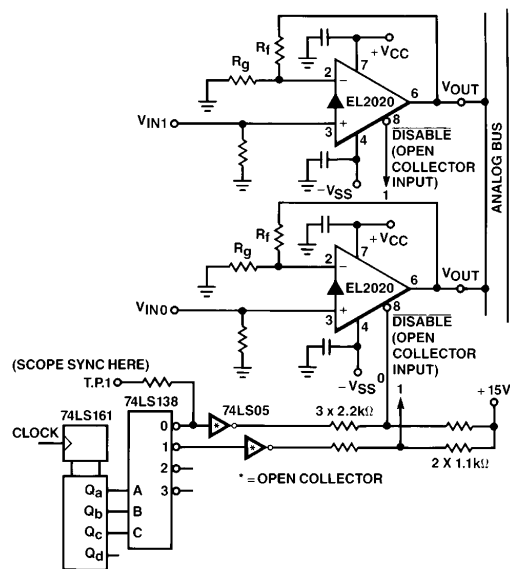 Rf
+VCC
Rg
2
7
−
EL2020
6
VOUT
VIN1
3
+
4
8
DISABLE
(OPEN
COLLECTOR
INPUT)
−VSS
1
ANALOG BUS
Rf
+VCC
Rg
2
7
−
EL2020
6
VOUT
VIN0
3
+
4
8
DISABLE
(OPEN
COLLECTOR
INPUT)
−VSS
0
(SCOPE SYNC HERE)
T.P.1
1
+15V
74LS161
74LS138
74LS05
3 x 2.2kΩ
CLOCK
0
*
1
*
2 X 1.1kΩ
2
3
* = OPEN COLLECTOR
Qa
A
Qb
B
Qc
C
Qd